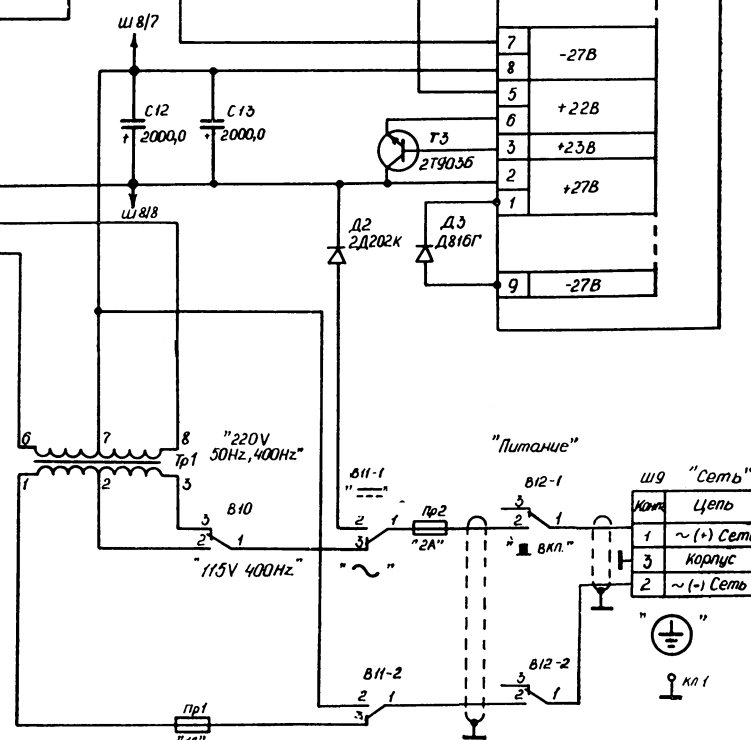 Ш8/7
С12
+ 2000,0
С13
+ 2000,0
Ш8/8
7
8
-27В
5
6
+22В
3
+23В
2
1
+27В
9
-27В
Т3
2Т903Б
Д2
2Д202К
Д3
Д816Г
6
7
8
Тр1
1
2
3
"220V
50Hz,400Hz"
В10
3
2
1
"115V 400Hz"
В11-1
2
3
1
"~"
Пр2
"2А"
"Питание"
В12-1
3
2
1
" вкл."
Ш9 "Сеть"
Конт Цепь
1 ~(+) Сеть
3 Корпус
2 ~(-) Сеть
" "
КЛ1
В11-2
2
3
1
В12-2
3
2
1
Пр1